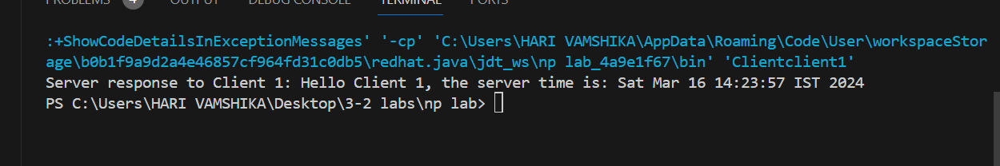 PROBLEMS 4 OUTPUT DEBUG CONSOLE TERMINAL PORTS
:+ShowCodeDetailsInExceptionMessages' '-cp' 'C:\Users\HARI VAMSHIKA\AppData\Roaming\Code\User\workspaceStor
age\b0b1f9a9d2a4e46857cf964fd31c0db5\redhat.java\jdt_ws\np lab_4a9e1f67\bin' 'Clientclient1'
Server response to Client 1: Hello Client 1, the server time is: Sat Mar 16 14:23:57 IST 2024
PS C:\Users\HARI VAMSHIKA\Desktop\3-2 labs\np lab>